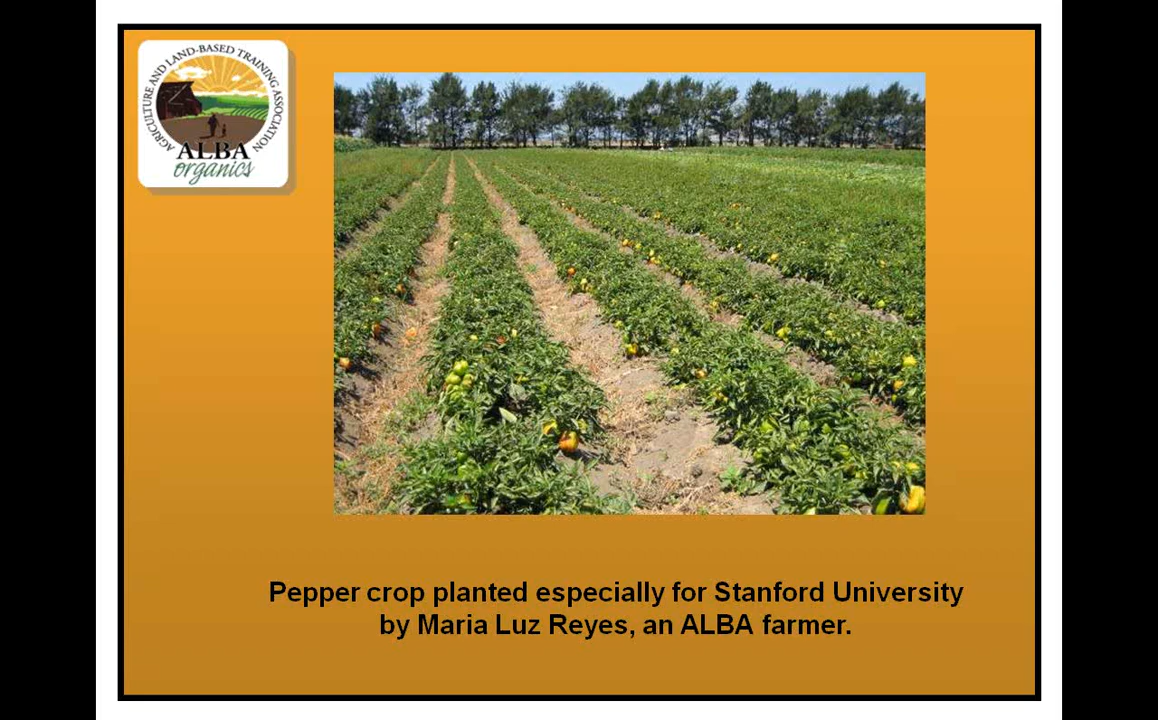 AGRICULTURE AND LAND-BASED TRAINING ASSOCIATION
ALBA
organics
Pepper crop planted especially for Stanford University
by Maria Luz Reyes, an ALBA farmer.